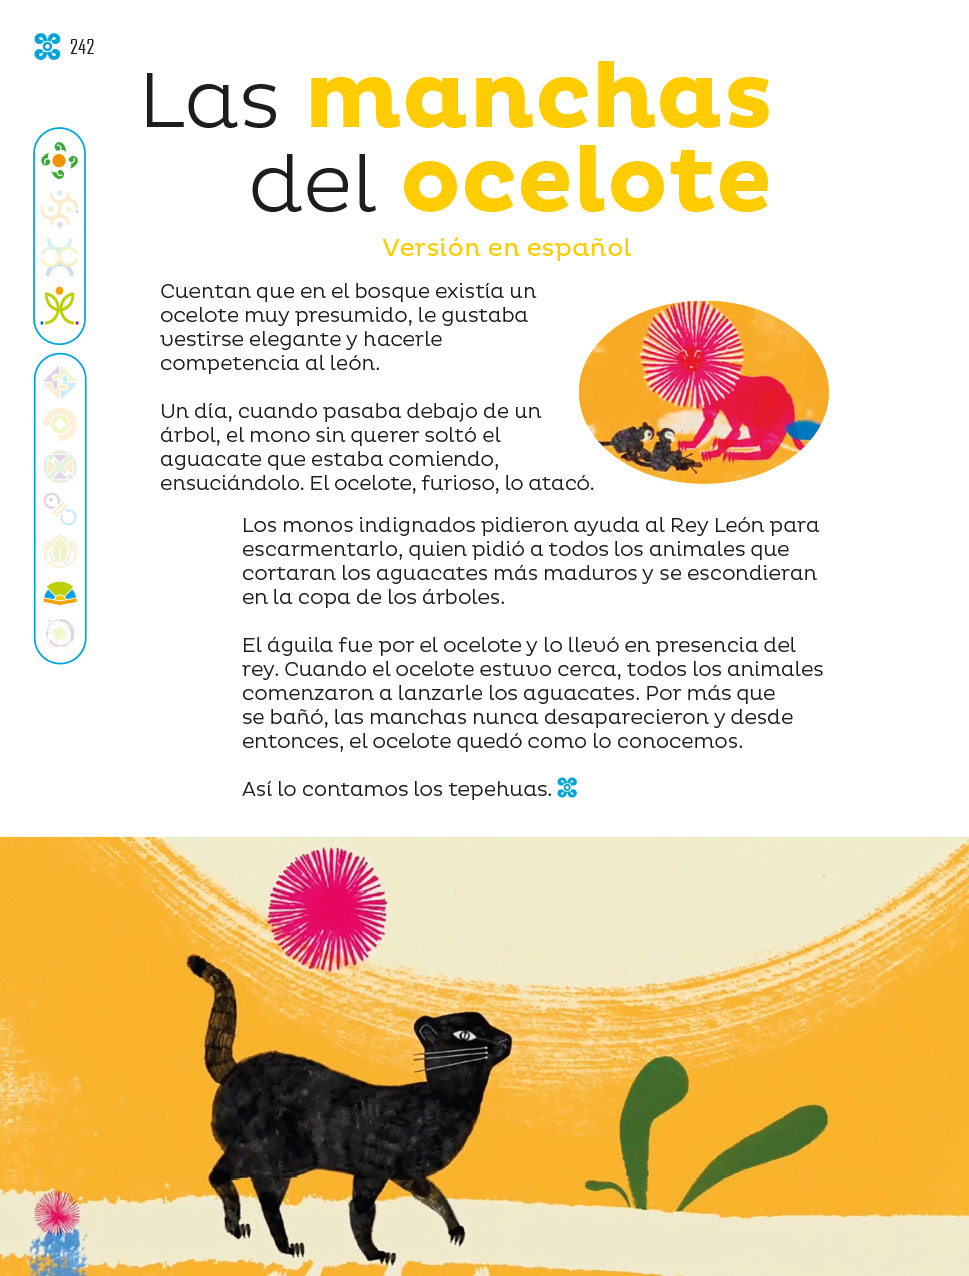 242
Las manchas
del ocelote
Versión en español
Cuentan que en el bosque existía un
ocelote muy presumido, le gustaba
vestirse elegante y hacerle
competencia al león.
Un día, cuando pasaba debajo de un
árbol, el mono sin querer soltó el
aguacate que estaba comiendo,
ensuciándolo. El ocelote, furioso, lo atacó.
Los monos indignados pidieron ayuda al Rey León para
escarmentarlo, quien pidió a todos los animales que
cortaran los aguacates más maduros y se escondieran
en la copa de los árboles.
El águila fue por el ocelote y lo llevó en presencia del
rey. Cuando el ocelote estuvo cerca, todos los animales
comenzaron a lanzarle los aguacates. Por más que
se bañó, las manchas nunca desaparecieron y desde
entonces, el ocelote quedó como lo conocemos.
Así lo contamos los tepehuas.